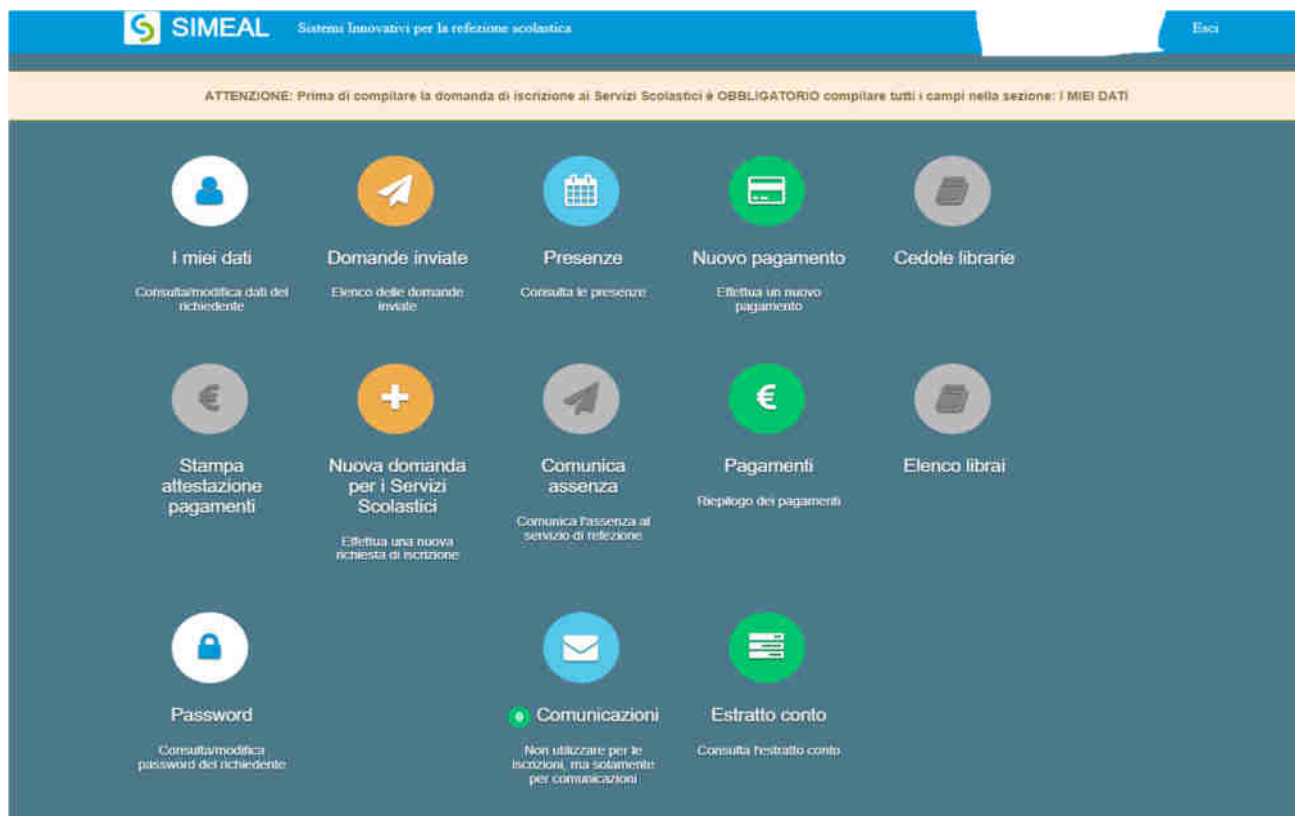 SIMEAL
Sistemi Innovativi per la refezione scolastica
Esci
ATTENZIONE: Prima di compilare la domanda di iscrizione ai Servizi Scolastici è OBBLIGATORIO compilare tutti i campi nella sezione: I MIEI DATI
I miei dati
Consulta/modifica dati del
richiedente
Domande inviate
Elenco delle domande
inviate
Presenze
Consulta le presenze
Nuovo pagamento
Effettua un nuovo
pagamento
Cedole librarie
€
Stampa
attestazione
pagamenti
Nuova domanda
per i Servizi
Scolastici
Effettua una nuova
richiesta di iscrizione
Comunica
assenza
Comunica l'assenza al
servizio di refezione
€
Pagamenti
Riepilogo dei pagamenti
Elenco librai
Password
Consulta/modifica
password del richiedente
0 Comunicazioni
Non utilizzare per le
iscrizioni, ma solamente
per comunicazioni
Estratto conto
Consulta l'estratto conto